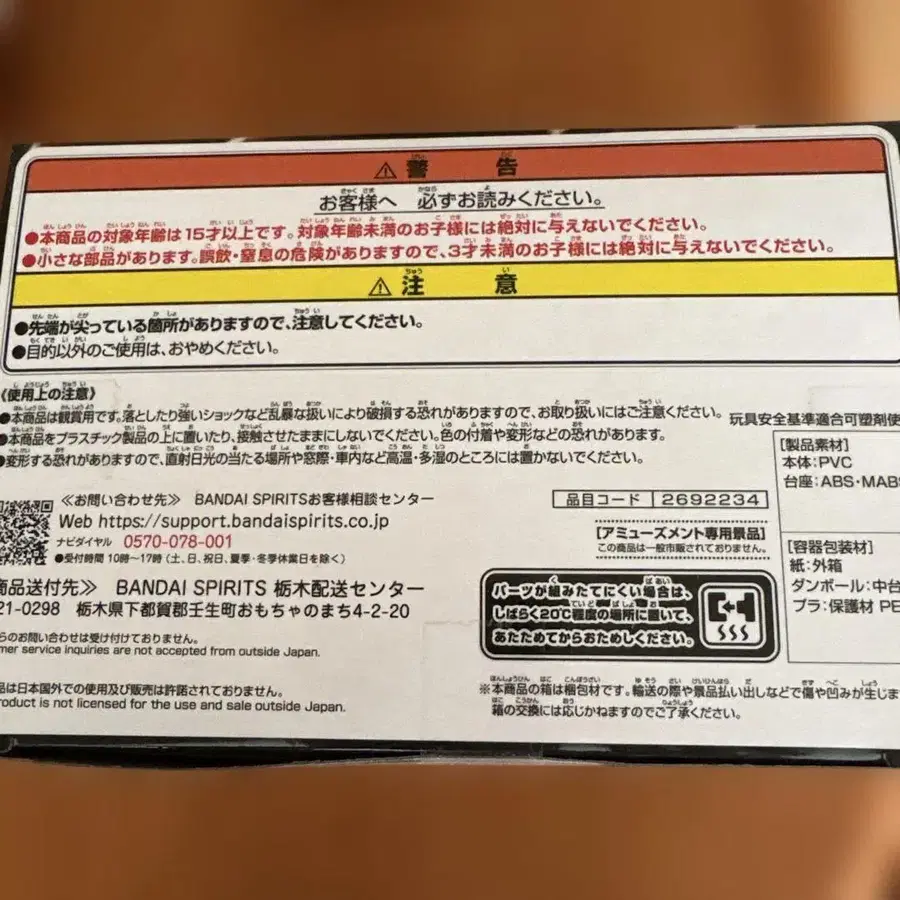 ⚠警告
お客様へ 必ずお読みください。
●本商品の対象年齢は15才以上です。対象年齢未満のお子様には絶対に与えないでください。
●小さな部品があります。誤飲・窒息の危険がありますので、3才未満のお子様には絶対に与えないでください。
⚠注意
●先端が尖っている箇所がありますので、注意してください。
●目的以外のご使用は、おやめください。
《使用上の注意》
●本商品は観賞用です。落としたり強いショックなど乱暴な扱いにより破損する恐れがありますので、お取り扱いにはご注意ください。
●本商品をプラスチック製品の上に置いたり、接触させたままにしないでください。色の付着や変形などの恐れがあります。
●変形する恐れがありますので、直射日光の当たる場所や窓際・車内など高温・多湿のところには置かないでください。
玩具安全基準適合可塑剤使
[製品素材]
本体:PVC
台座:ABS・MABS
≪お問い合わせ先≫ BANDAI SPIRITSお客様相談センター
Web https://support.bandaispirits.co.jp
ナビダイヤル 0570-078-001
●受付時間 10時〜17時(土、日、祝日、夏季・冬季休業日を除く)
品目コード 2692234
[アミューズメント専用景品]
この商品は一般市販されておりません。
[容器包装材]
紙:外箱
ダンボール:中台
プラ:保護材 PE
商品送付先≫ BANDAI SPIRITS 栃木配送センター
21-0298 栃木県下都賀郡壬生町おもちゃのまち4-2-20
パーツが組みたてにくい場合は、
しばらく20℃程度の場所に置いて、
あたためてからおためしください。
らのお問い合わせは受け付けておりません。
mer service inquiries are not accepted from outside Japan.
品は日本国外での使用及び販売は許諾されておりません。
roduct is not licensed for the use and sale outside Japan.
※本商品の箱は梱包材です。輸送の際や景品払い出しなどで傷や凹みが生じま
箱の交換には応じかねますのでご了承ください。